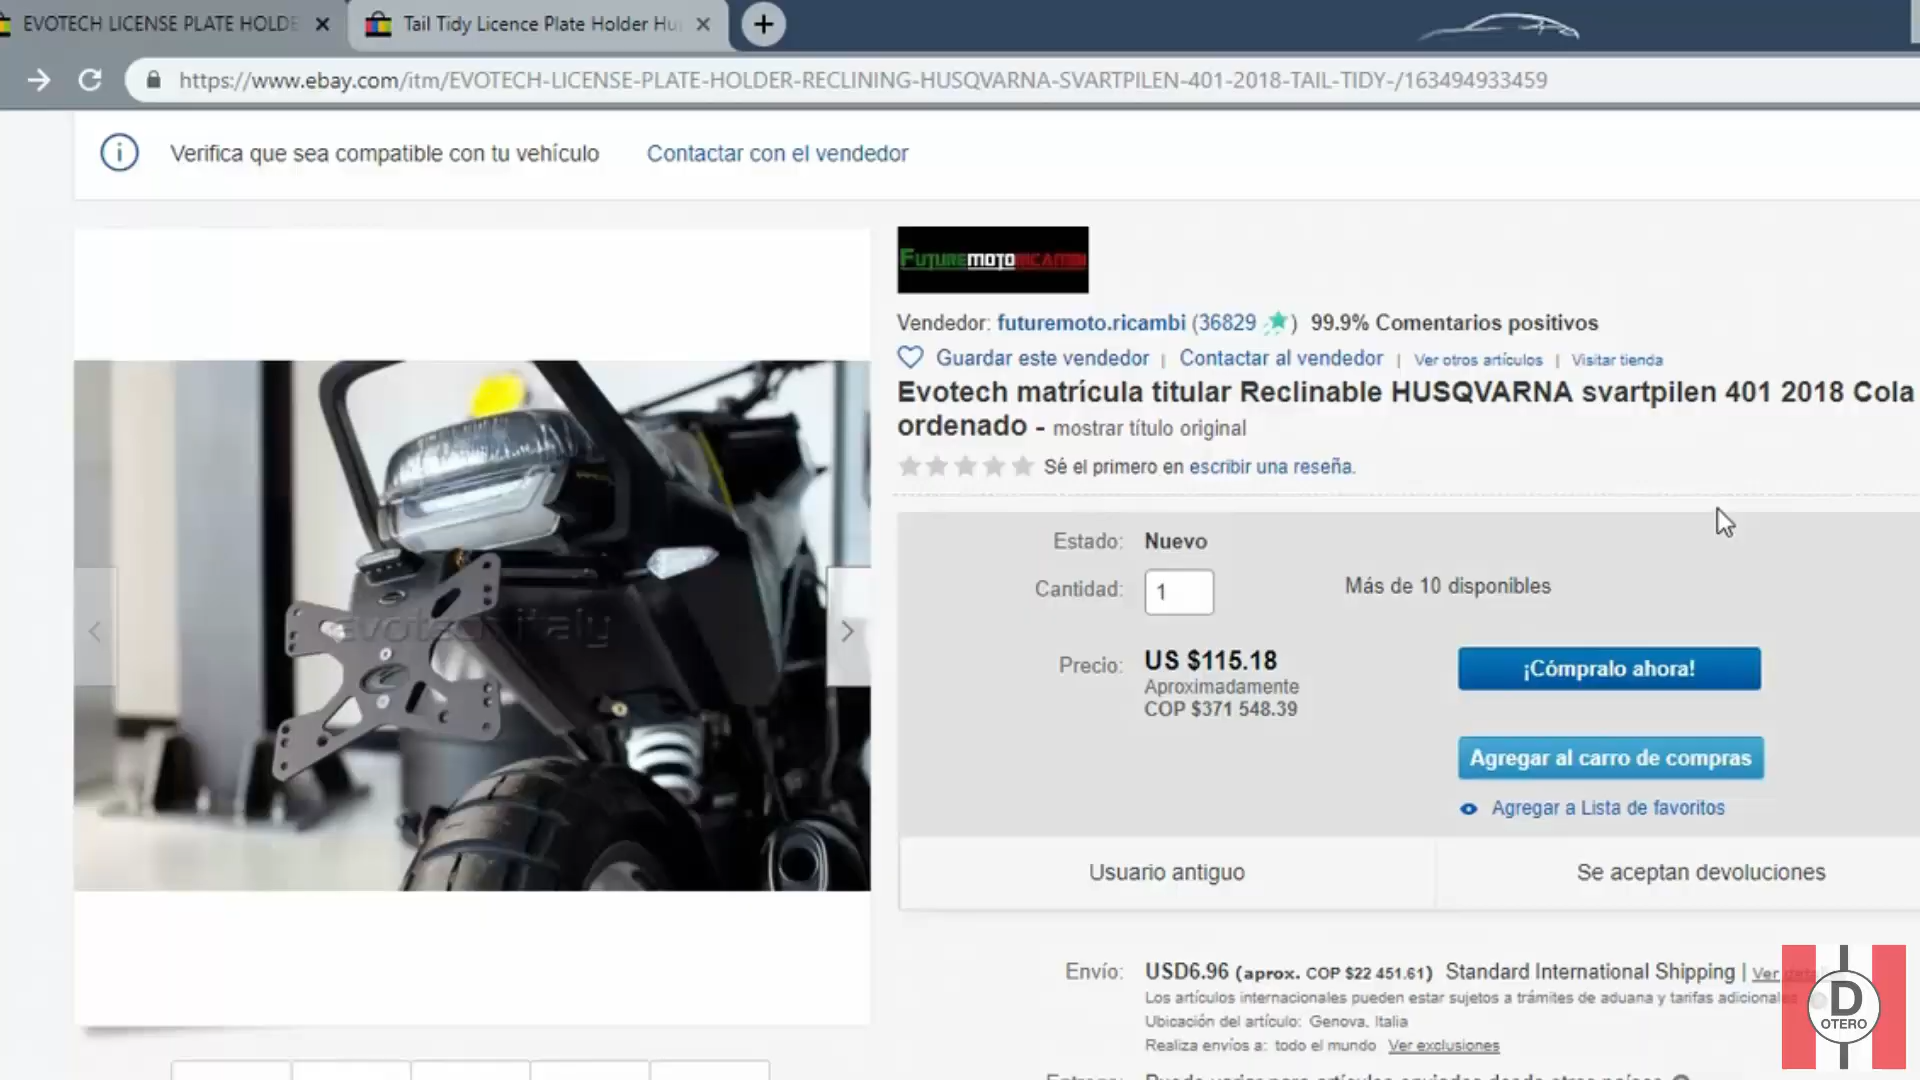 EVOTECH LICENSE PLATE HOLDE
Tail Tidy Licence Plate Holder Hu
https://www.ebay.com/itm/EVOTECH-LICENSE-PLATE-HOLDER-RECLINING-HUSQVARNA-SVARTPILEN-401-2018-TAIL-TIDY-/163494933459
Verifica que sea compatible con tu vehículo Contactar con el vendedor
FUTUREMOTORICAMBI
Vendedor: futuremoto.ricambi (36829 ) 99.9% Comentarios positivos
Guardar este vendedor | Contactar al vendedor | Ver otros artículos | Visitar tienda
Evotech matrícula titular Reclinable HUSQVARNA svartpilen 401 2018 Cola
ordenado - mostrar título original
Sé el primero en escribir una reseña.
Estado: Nuevo
Cantidad: 1 Más de 10 disponibles
Precio: US $115.18 ¡Cómpralo ahora!
Aproximadamente
COP $371 548.39
Agregar al carro de compras
Agregar a Lista de favoritos
evotech italy
Usuario antiguo Se aceptan devoluciones
Envío: USD6.96 (aprox. COP $22 451.61) Standard International Shipping | Ver
Los artículos internacionales pueden estar sujetos a trámites de aduana y tarifas adicionale
Ubicación del artículo: Genova, Italia
Realiza envíos a: todo el mundo Ver exclusiones
D
OTERO